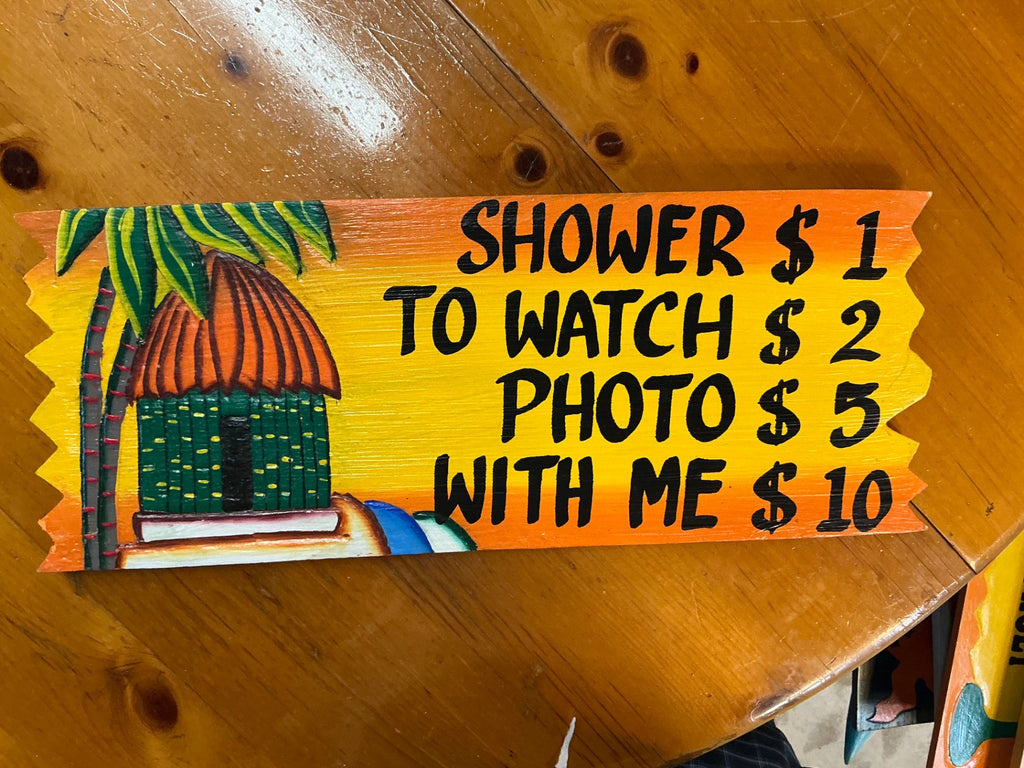 SHOWER $ 1
TO WATCH $ 2
PHOTO $ 5
WITH ME $ 10